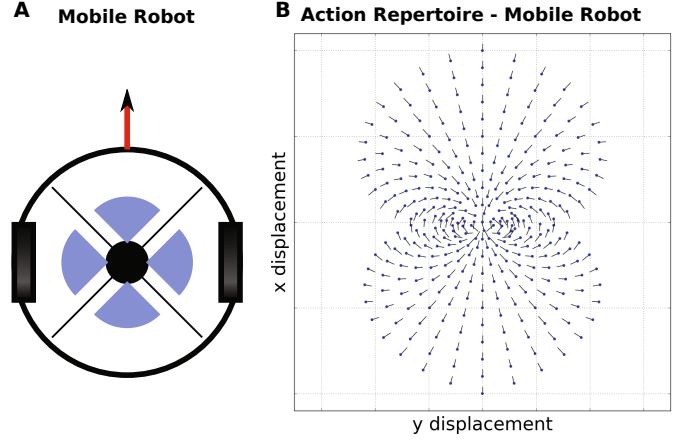 A
Mobile Robot
B
Action Repertoire - Mobile Robot
x displacement
y displacement